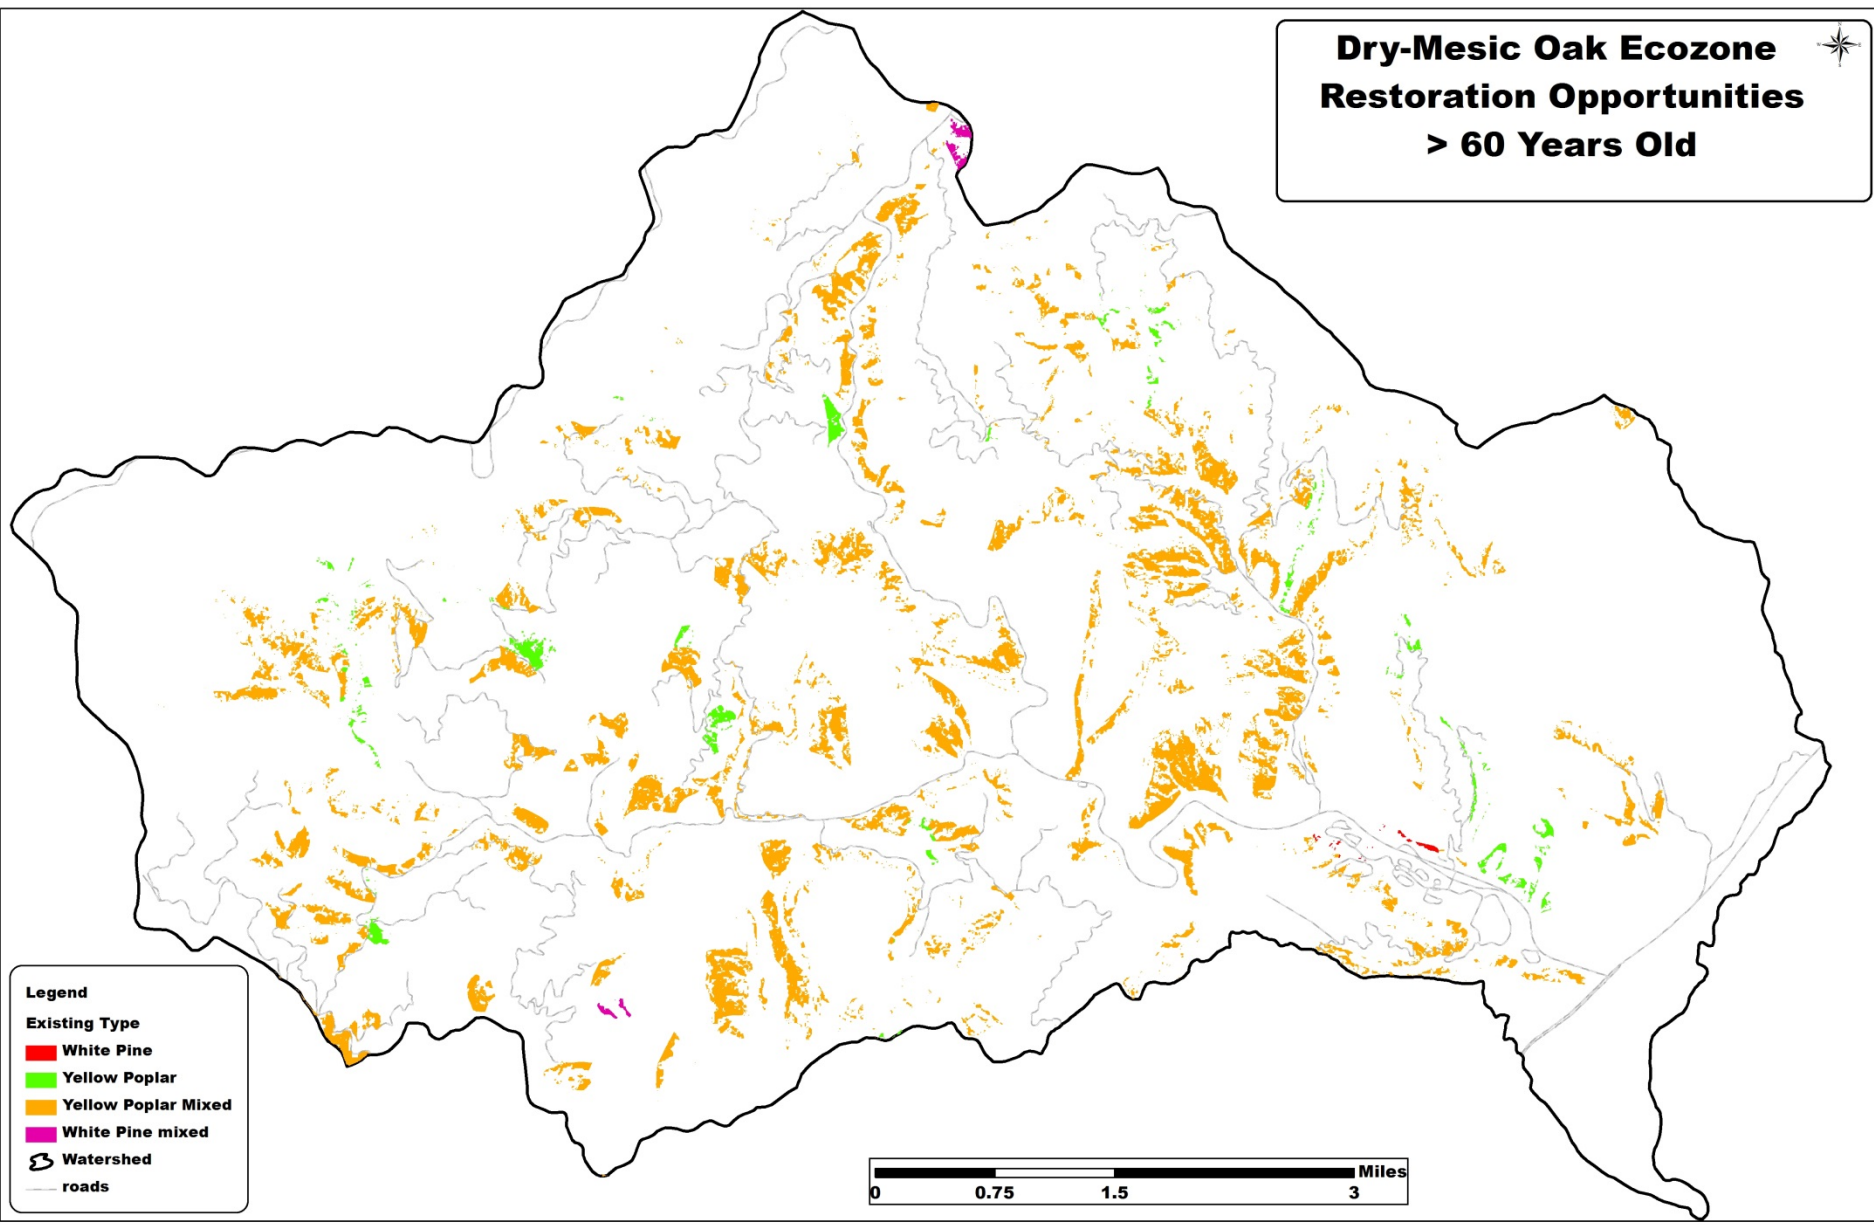 Dry-Mesic Oak Ecozone
Restoration Opportunities
> 60 Years Old
Legend
Existing Type
White Pine
Yellow Poplar
Yellow Poplar Mixed
White Pine mixed
Watershed
roads
Miles
0 0.75 1.5 3